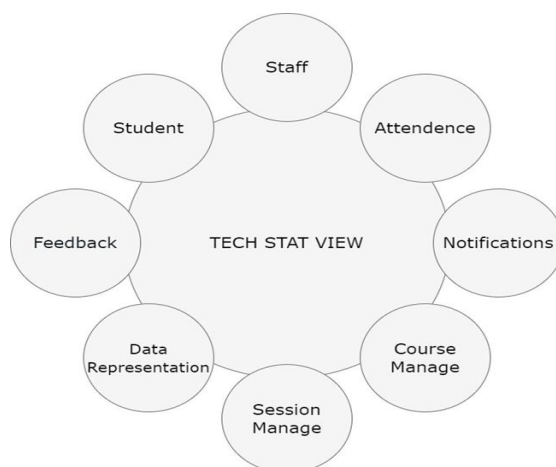 Staff
Student
Attendence
Feedback
TECH STAT VIEW
Notifications
Data
Representation
Course
Manage
Session
Manage